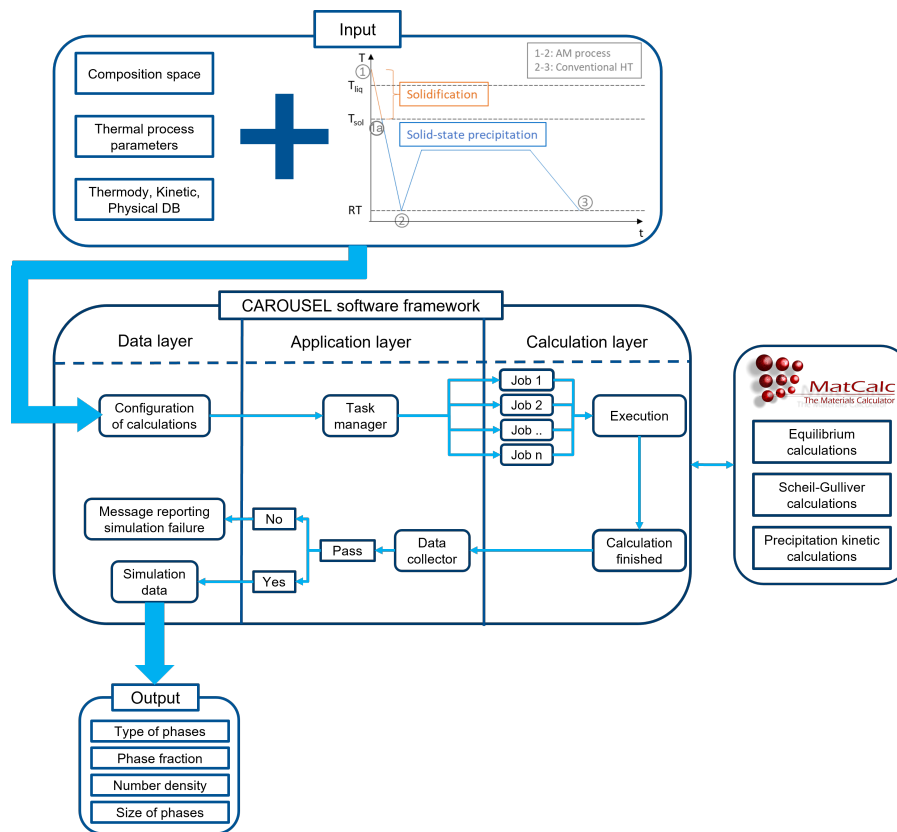 Input
Composition space
Thermal process
parameters
Thermody, Kinetic,
Physical DB
T
1
Tliq
Tsol
1a
RT
2
3
t
Solidification
Solid-state precipitation
1-2: AM process
2-3: Conventional HT
CAROUSEL software framework
Data layer
Application layer
Calculation layer
Configuration
of calculations
Task
manager
Job 1
Job 2
Job ..
Job n
Execution
Message reporting
simulation failure
No
Pass
Yes
Data
collector
Calculation
finished
Simulation
data
MatCalc
The Materials Calculator
Equilibrium
calculations
Scheil-Gulliver
calculations
Precipitation kinetic
calculations
Output
Type of phases
Phase fraction
Number density
Size of phases